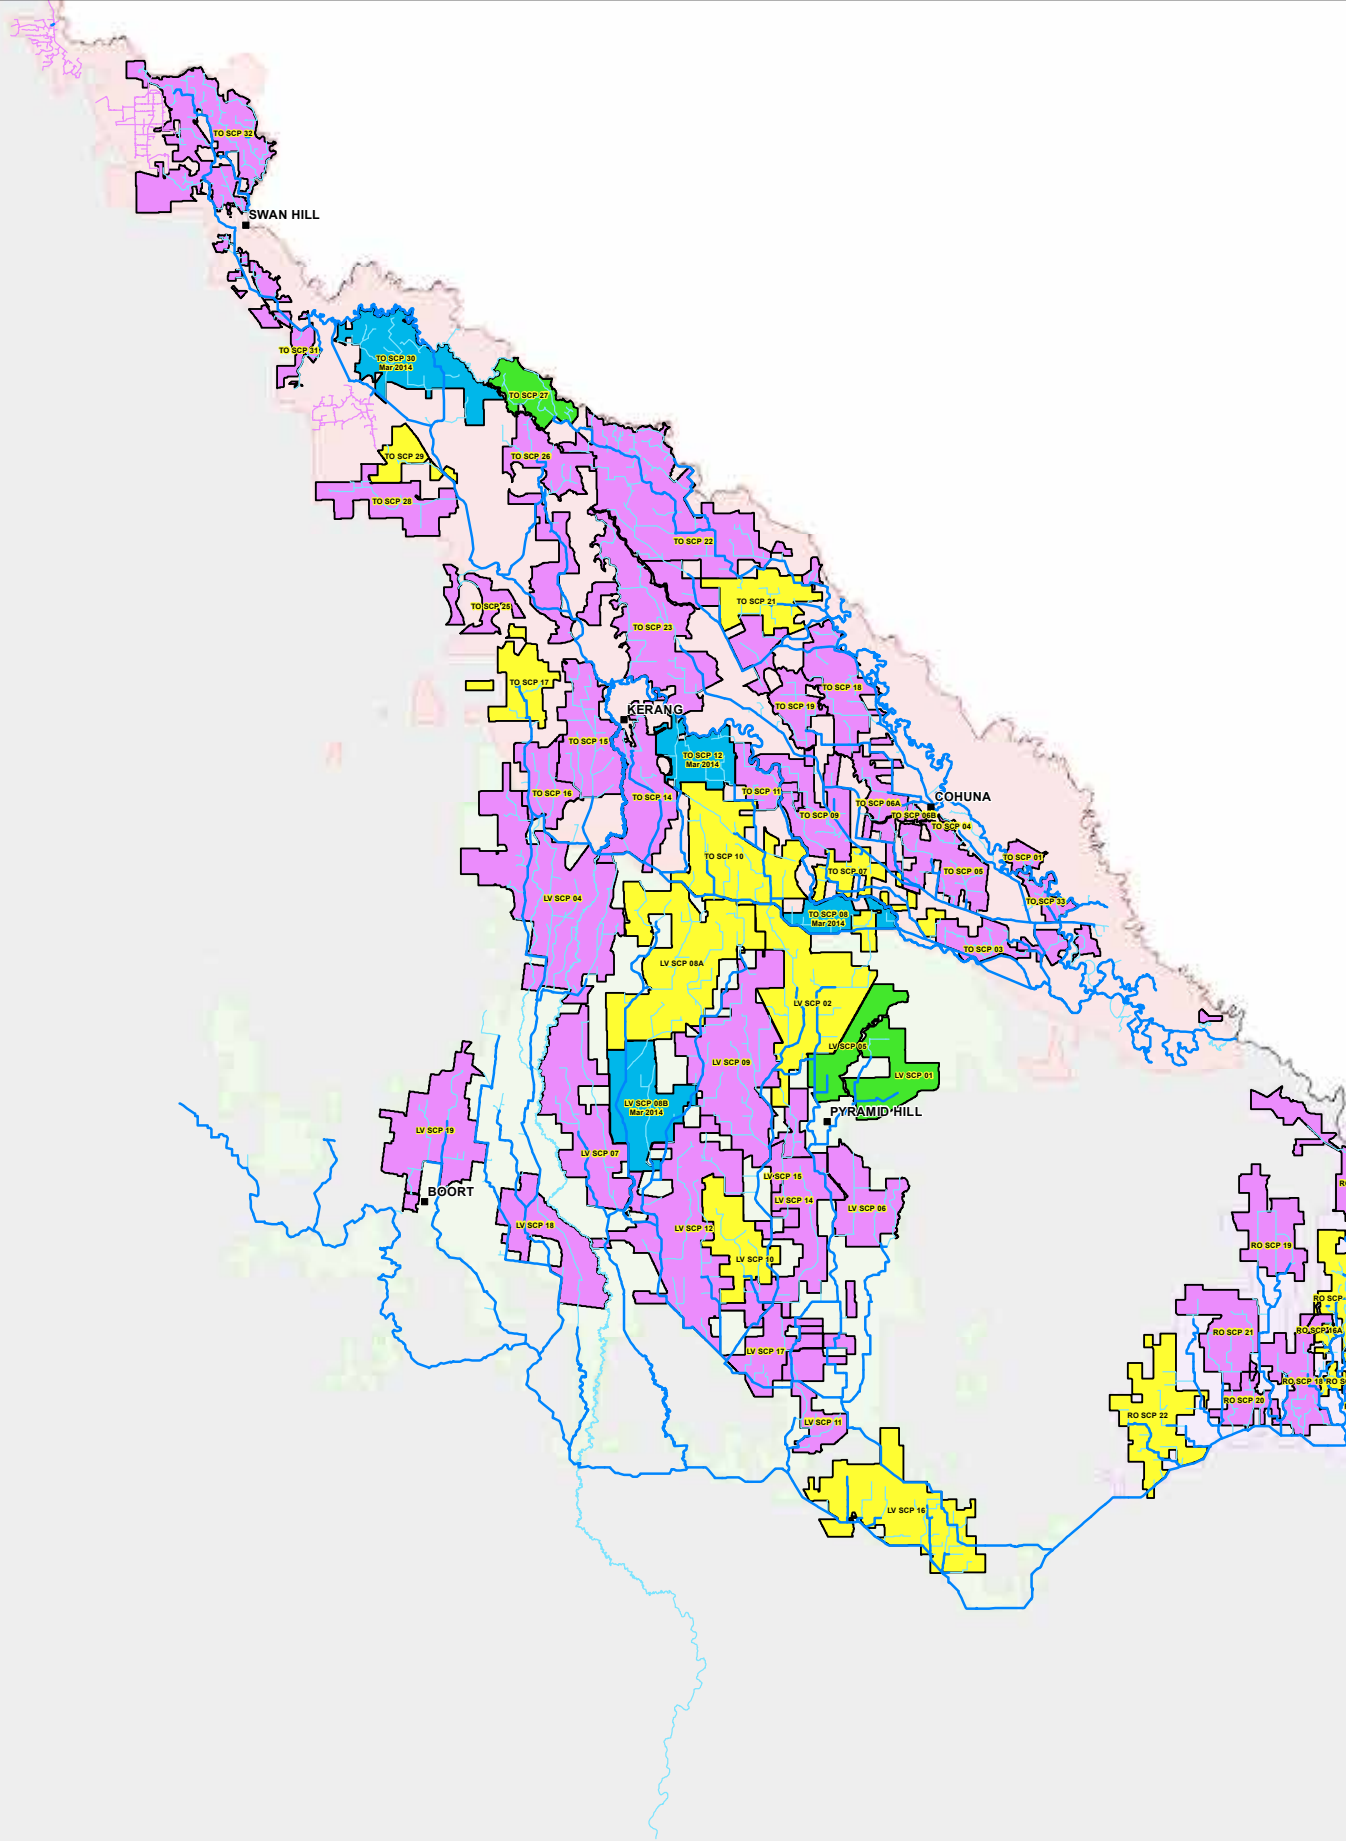 TO SCP 32
SWAN HILL
TO SCP 31
TO SCP 30
Mar 2014
TO SCP 27
TO SCP 29
TO SCP 26
TO SCP 28
TO SCP 22
TO SCP 25
TO SCP 21
TO SCP 23
TO SCP 17
TO SCP 18
TO SCP 19
KERANG
TO SCP 15
TO SCP 12
Mar 2014
TO SCP 16
TO SCP 14
TO SCP 11
COHUNA
TO SCP 06A
TO SCP 09
TO SCP 06B
TO SCP 04
TO SCP 10
TO SCP 01
TO SCP 07
TO SCP 05
LV SCP 04
TO SCP 33
TO SCP 08
Mar 2014
TO SCP 03
LV SCP 08A
LV SCP 02
LV SCP 05
LV SCP 09
LV SCP 01
LV SCP 08B
Mar 2014
PYRAMID HILL
LV SCP 19
LV SCP 07
LV SCP 15
BOORT
LV SCP 14
LV SCP 06
LV SCP 18
LV SCP 12
LV SCP 10
RO SCP 19
RO SCP
RO SCP 21
RO SCP 16A
LV SCP 17
RO SCP 18
RO SCP 20
RO SCP 22
LV SCP 11
LV SCP 16